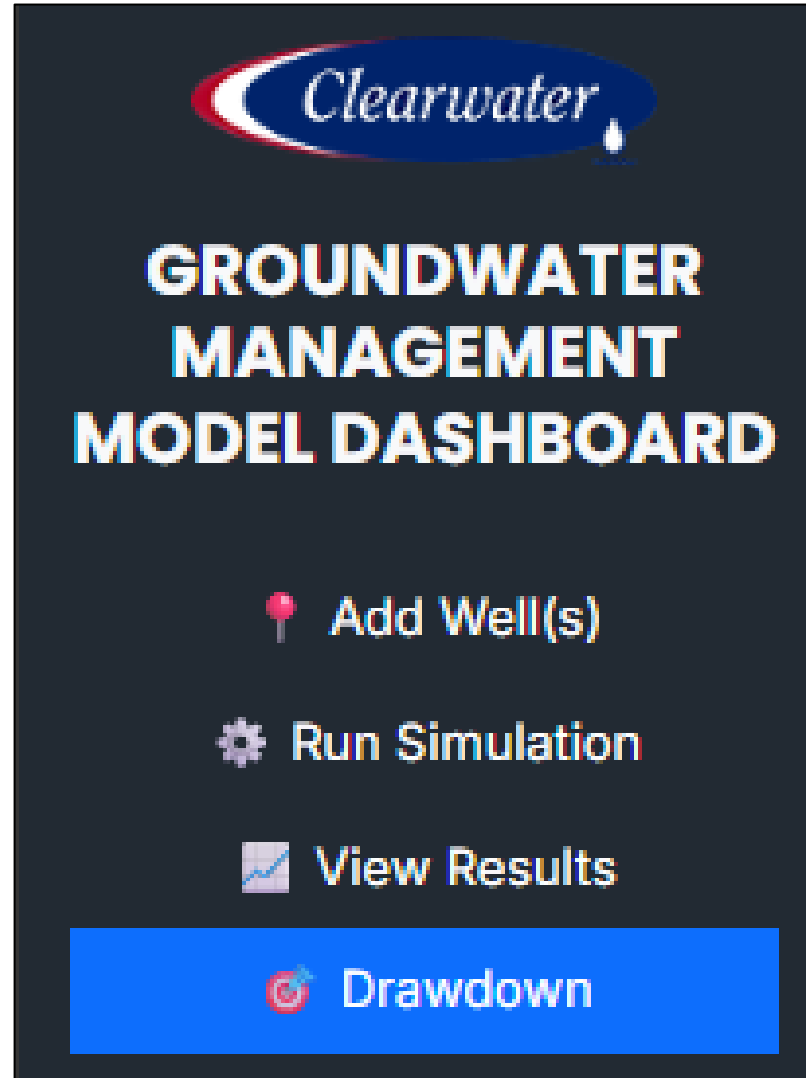 Clearwater
GROUNDWATER
MANAGEMENT
MODEL DASHBOARD
Add Well(s)
Run Simulation
View Results
Drawdown